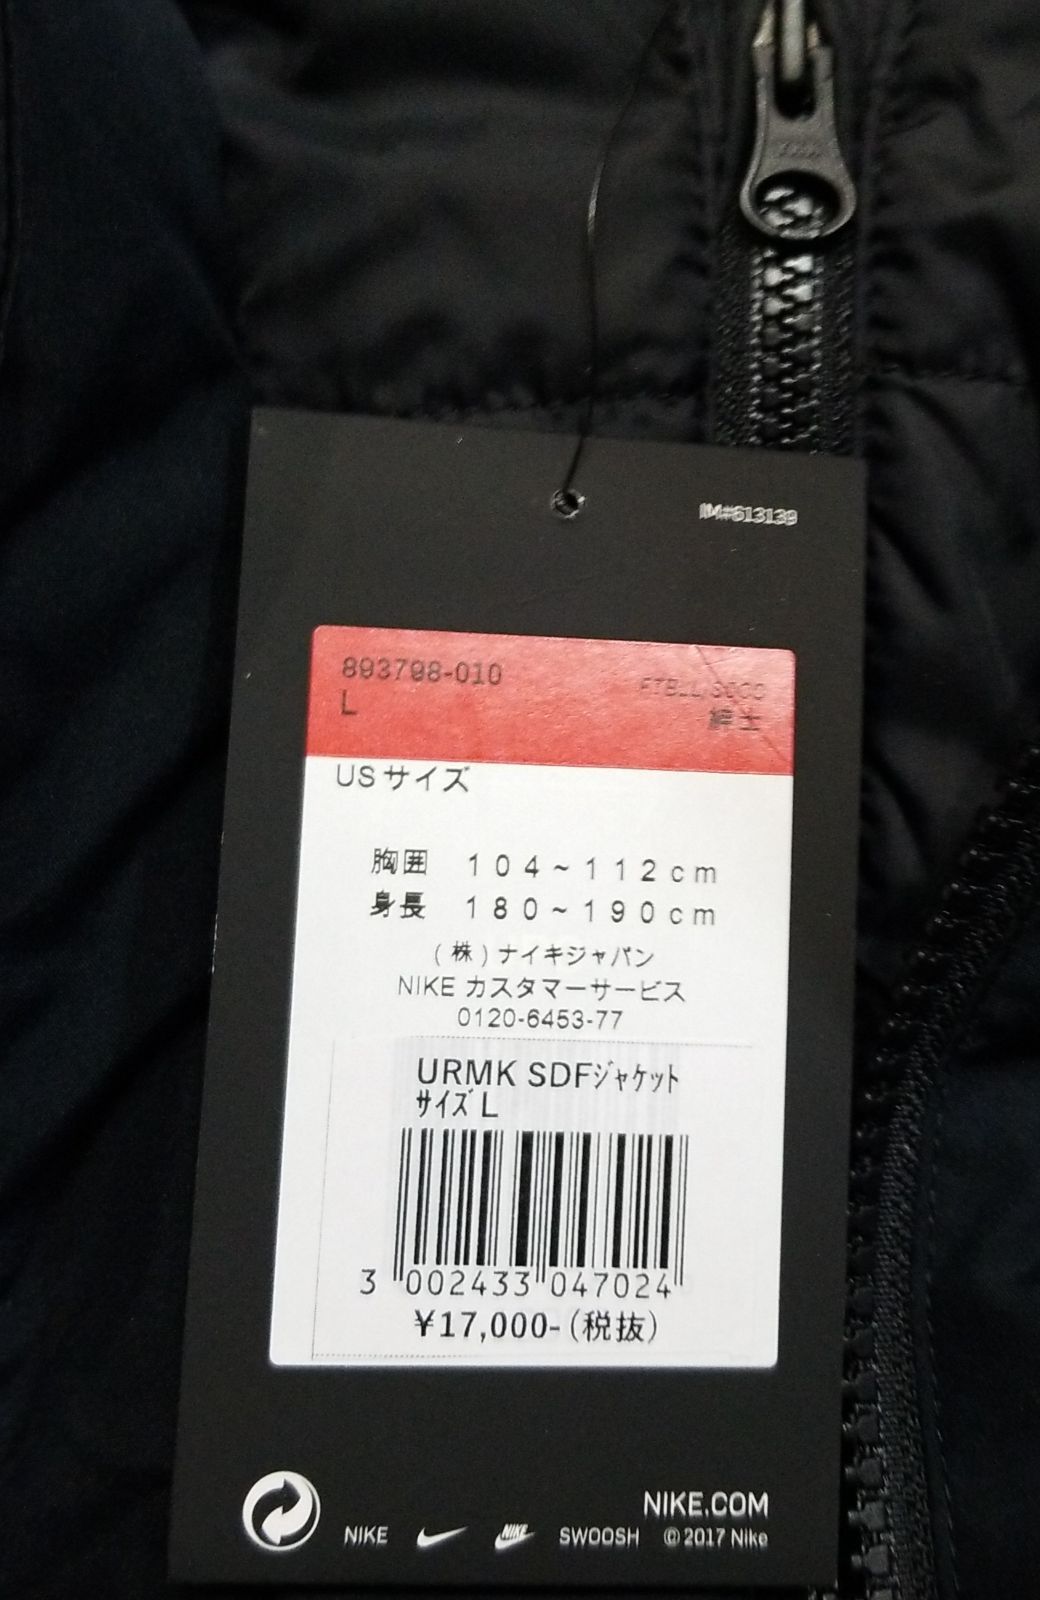 IM#613139
893798-010
L
紳士
USサイズ
胸囲 104~112cm
身長 180~190cm
(株)ナイキジャパン
NIKE カスタマーサービス
0120-6453-77
URMK SDFジャケット
サイズ L
3 002433 047024
¥17,000-(税抜)
NIKE.COM
NIKE NIKE SWOOSH © 2017 Nike